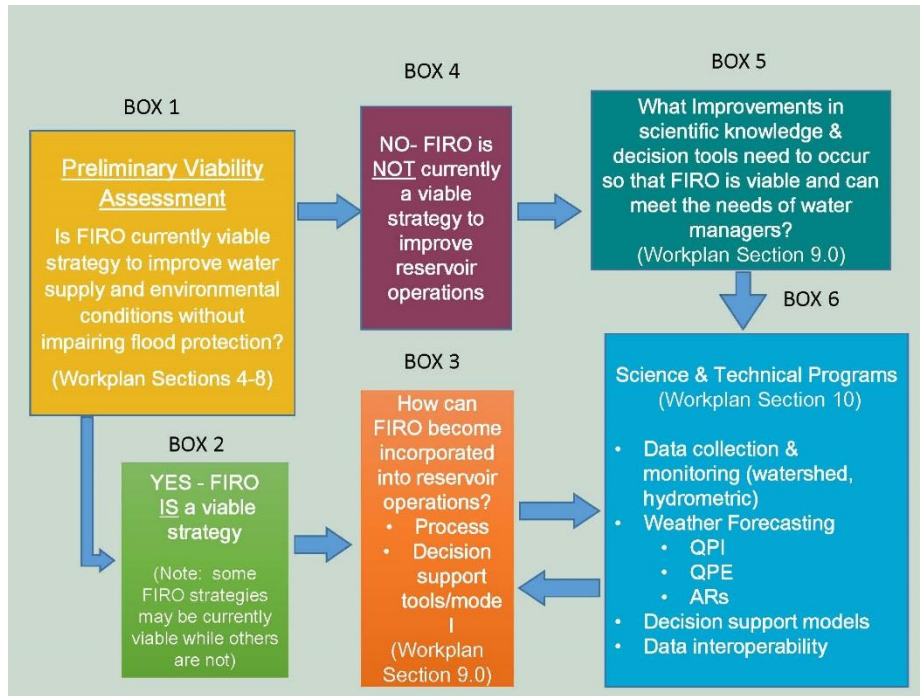 BOX 1
Preliminary Viability
Assessment
Is FIRO currently viable
strategy to improve water
supply and environmental
conditions without
impairing flood protection?
(Workplan Sections 4-8)
BOX 2
YES - FIRO
IS a viable
strategy
(Note: some
FIRO strategies
may be currently
viable while others
are not)
BOX 3
How can
FIRO become
incorporated
into reservoir
operations?
• Process
• Decision
support
tools/mode
l
(Workplan
Section 9.0)
BOX 4
NO- FIRO is
NOT currently
a viable
strategy to
improve
reservoir
operations
BOX 5
What Improvements in
scientific knowledge &
decision tools need to occur
so that FIRO is viable and can
meet the needs of water
managers?
(Workplan Section 9.0)
BOX 6
Science & Technical Programs
(Workplan Section 10)
• Data collection &
monitoring (watershed,
hydrometric)
• Weather Forecasting
• QPI
• QPE
• ARs
• Decision support models
• Data interoperability